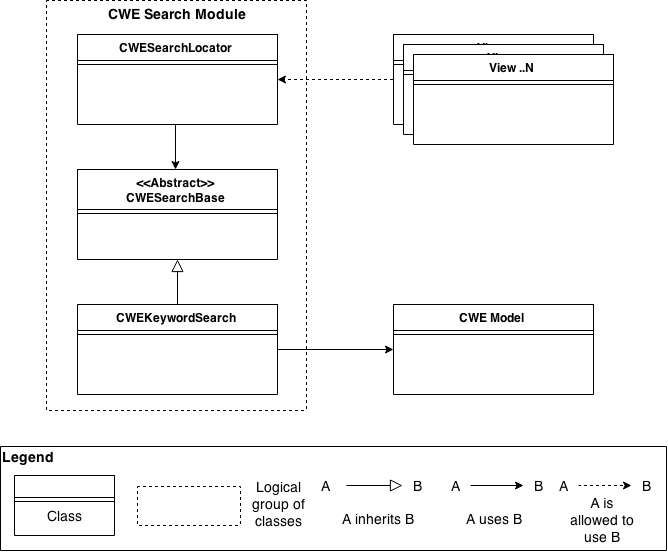 CWE Search Module
CWESearchLocator
View ..N
<<Abstract>>
CWESearchBase
CWEKeywordSearch
CWE Model
Legend
Class
Logical
group of
classes
A
B
A inherits B
A
B
A uses B
A
B
A is
allowed to
use B